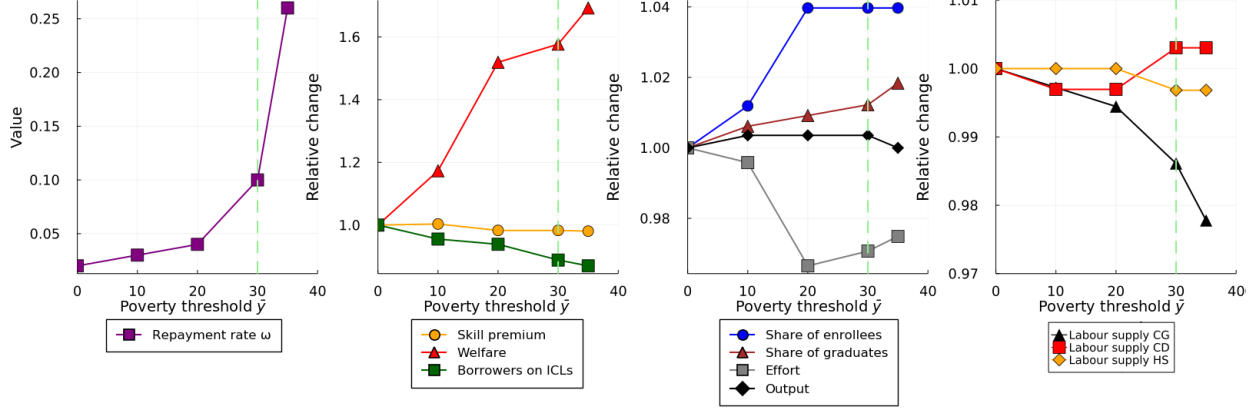 Value
0.25
0.20
0.15
0.10
0.05
0
10
20
30
40
Poverty threshold ȳ
Repayment rate ω
Relative change
1.6
1.4
1.2
1.0
0
10
20
30
40
Poverty threshold ȳ
Skill premium
Welfare
Borrowers on ICLs
Relative change
1.04
1.02
1.00
0.98
0
10
20
30
40
Poverty threshold ȳ
Share of enrollees
Share of graduates
Effort
Output
Relative change
1.01
1.00
0.99
0.98
0.97
0
10
20
30
40
Poverty threshold ȳ
Labour supply CG
Labour supply CD
Labour supply HS